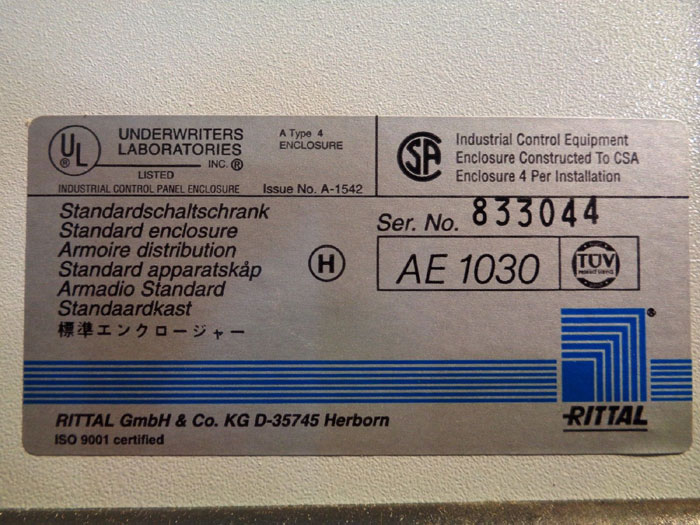 UL
®
UNDERWRITERS
LABORATORIES
INC. ®
LISTED
INDUSTRIAL CONTROL PANEL ENCLOSURE
A Type 4
ENCLOSURE
Issue No. A-1542
CSA
®
Industrial Control Equipment
Enclosure Constructed To CSA
Enclosure 4 Per Installation
Standardschaltschrank
Standard enclosure
Armoire distribution
Standard apparatskåp
Armadio Standard
Standaardkast
標準エンクロージャー
H
Ser. No. 833044
AE 1030
TÜV
PRODUCT SERVICE
®
RITTAL
RITTAL GmbH & Co. KG D-35745 Herborn
ISO 9001 certified